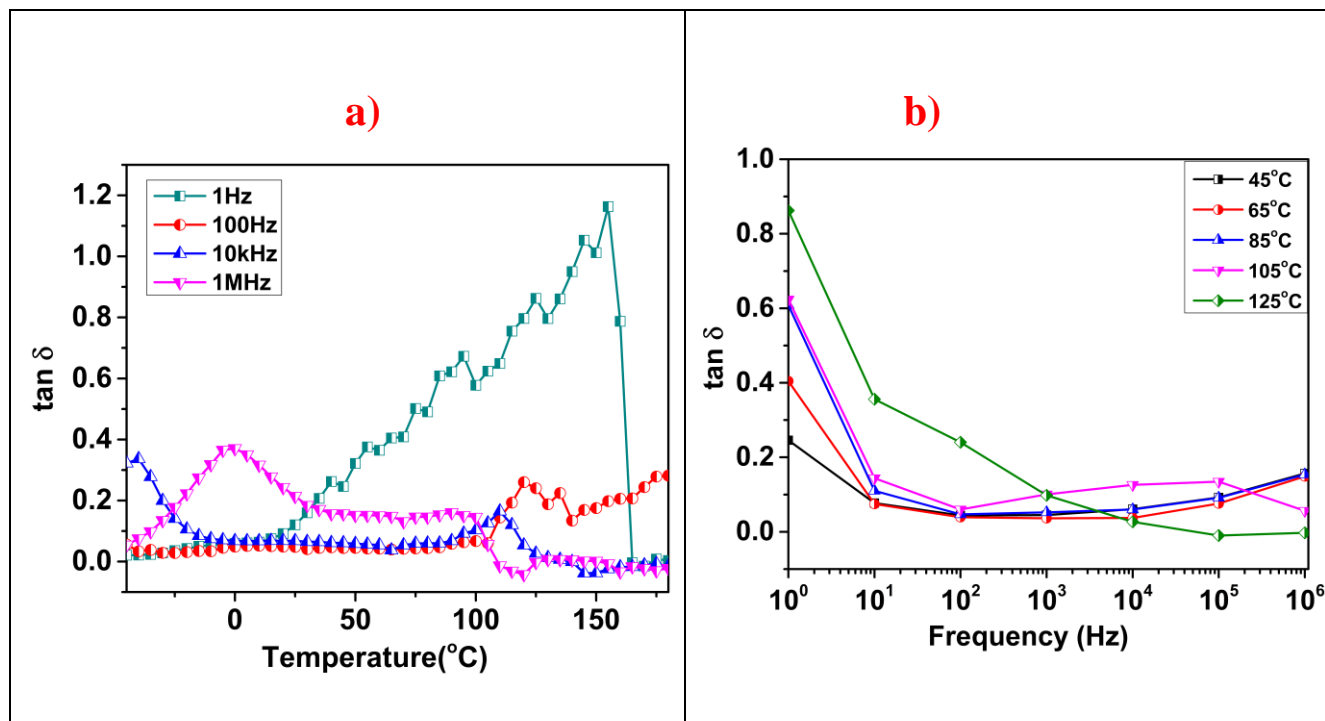 a)
1Hz
100Hz
10kHz
1MHz
1.2
1.0
0.8
0.6
0.4
0.2
0.0
tan δ
0 50 100 150
Temperature(°C)
b)
45°C
65°C
85°C
105°C
125°C
1.0
0.8
0.6
0.4
0.2
0.0
tan δ
10⁰ 10¹ 10² 10³ 10⁴ 10⁵ 10⁶
Frequency (Hz)